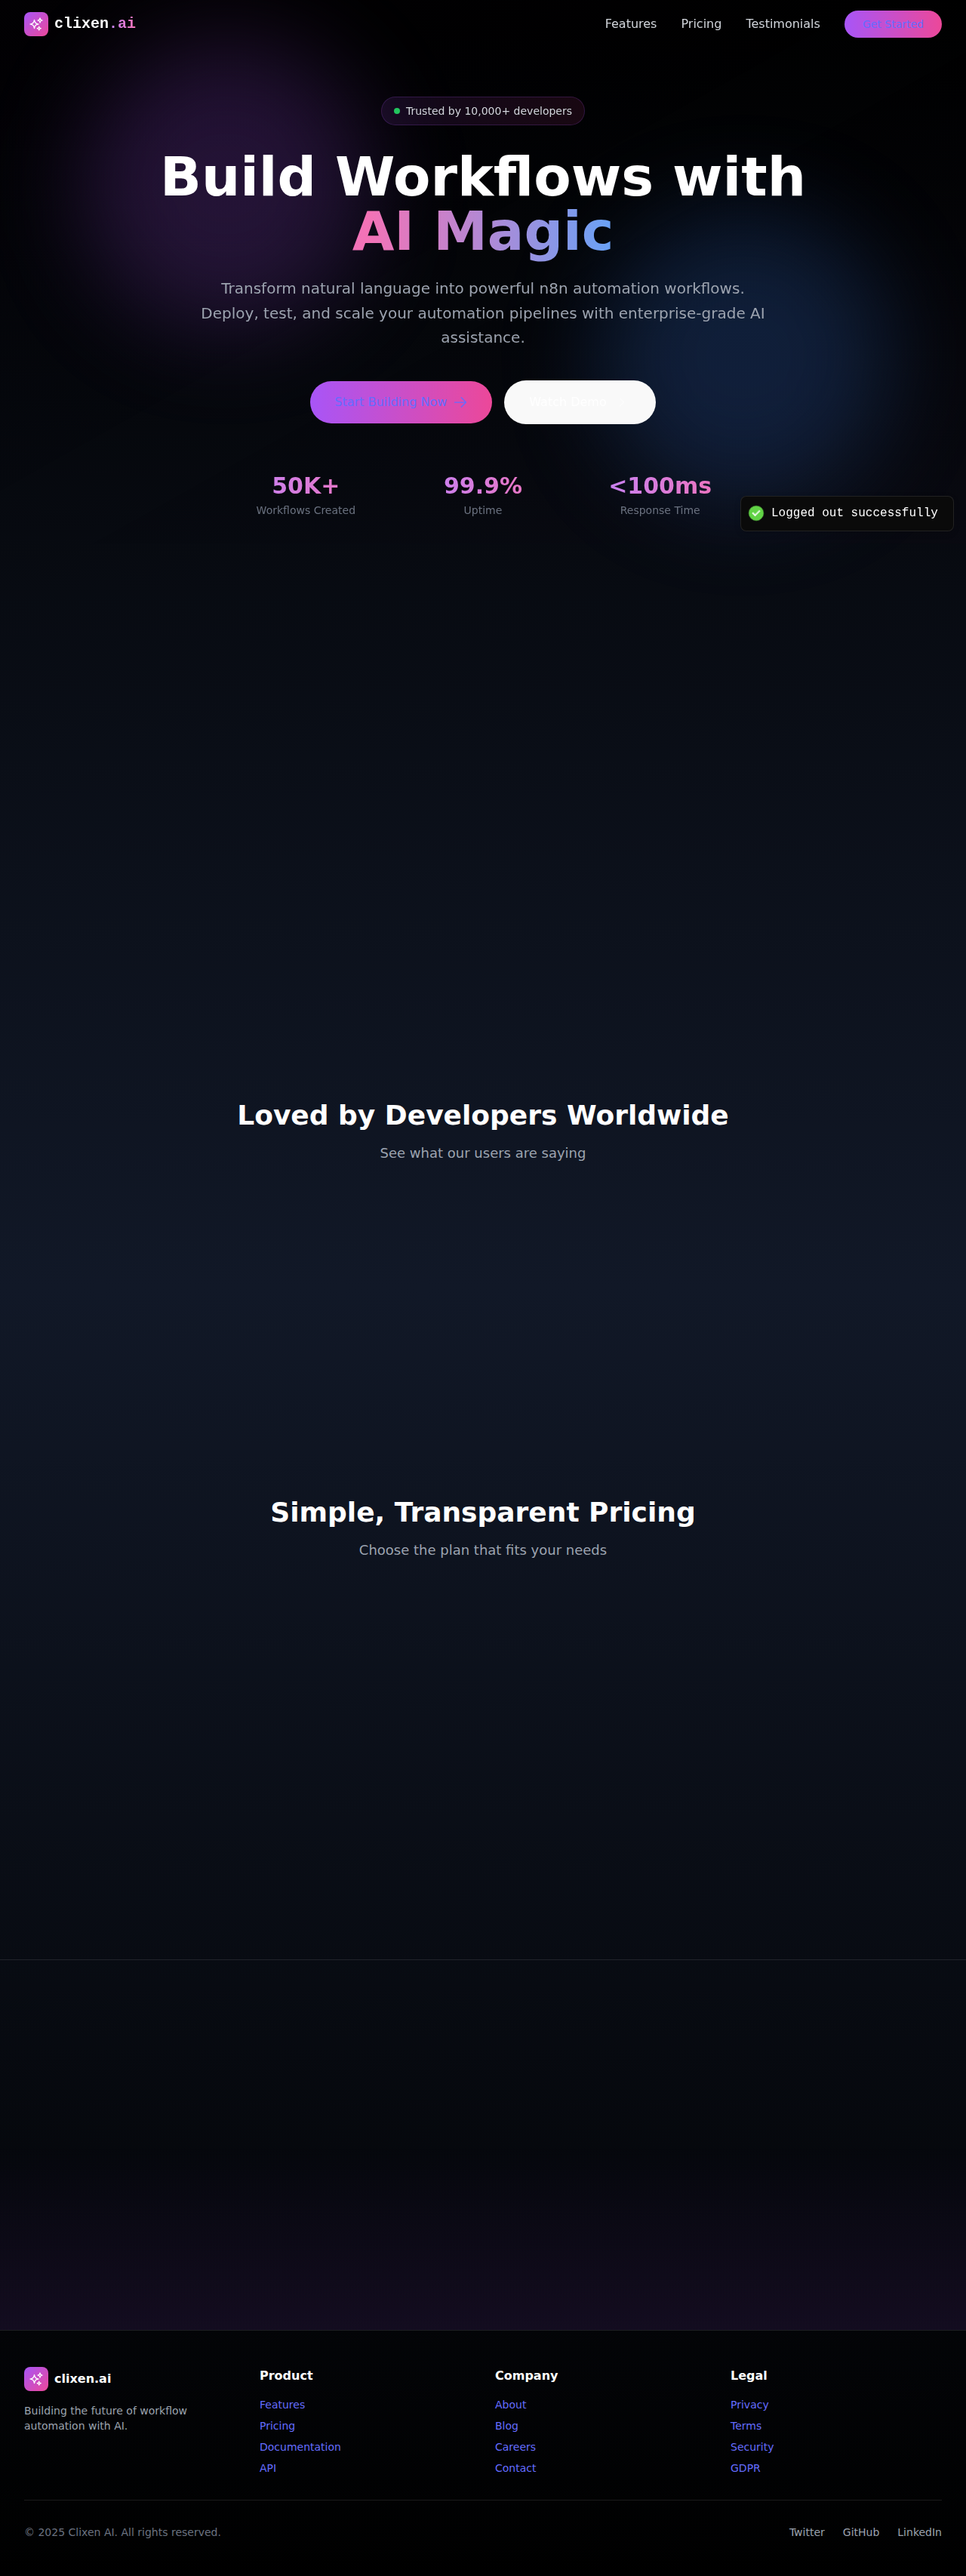 clixen.ai
Features
Pricing
Testimonials
Get Started
Trusted by 10,000+ developers
Build Workflows with
AI Magic
Transform natural language into powerful n8n automation workflows.
Deploy, test, and scale your automation pipelines with enterprise-grade AI
assistance.
Start Building Now
Watch Demo
50K+
Workflows Created
99.9%
Uptime
<100ms
Response Time
Logged out successfully
Loved by Developers Worldwide
See what our users are saying
Simple, Transparent Pricing
Choose the plan that fits your needs
clixen.ai
Building the future of workflow
automation with AI.
Product
Features
Pricing
Documentation
API
Company
About
Blog
Careers
Contact
Legal
Privacy
Terms
Security
GDPR
© 2025 Clixen AI. All rights reserved.
Twitter
GitHub
LinkedIn